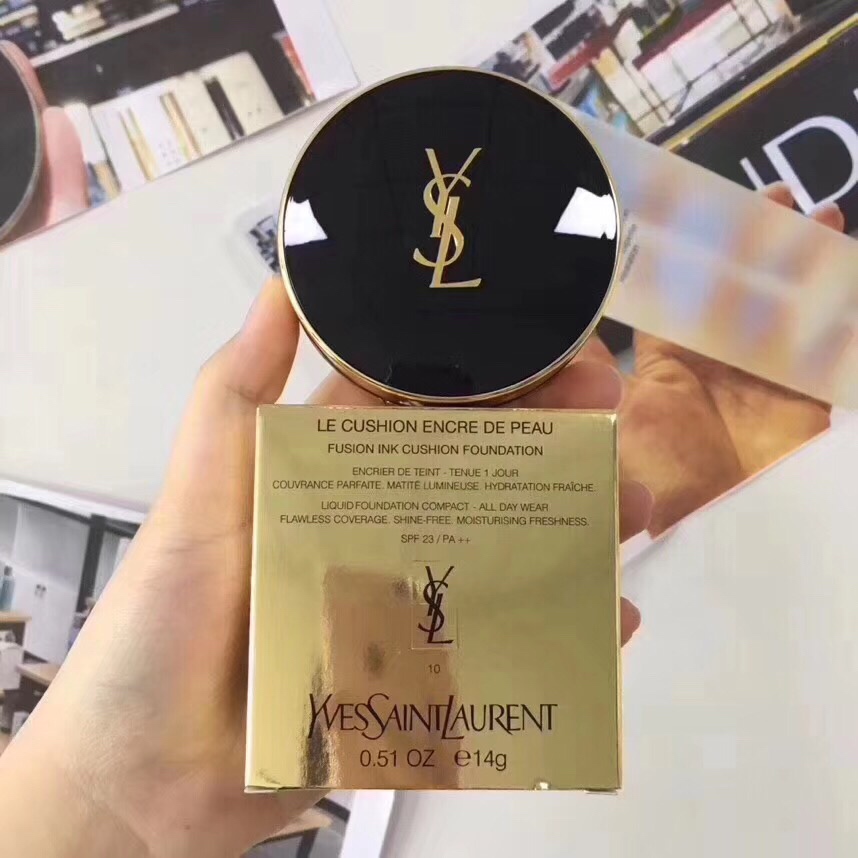 YSL
LE CUSHION ENCRE DE PEAU
FUSION INK CUSHION FOUNDATION
ENCRIER DE TEINT - TENUE 1 JOUR
COUVRANCE PARFAITE. MATITÉ LUMINEUSE. HYDRATATION FRAÎCHE.
LIQUID FOUNDATION COMPACT - ALL DAY WEAR
FLAWLESS COVERAGE. SHINE-FREE. MOISTURISING FRESHNESS.
SPF 23 / PA ++
YSL
10
YVESSAINTLAURENT
0.51 OZ e14g